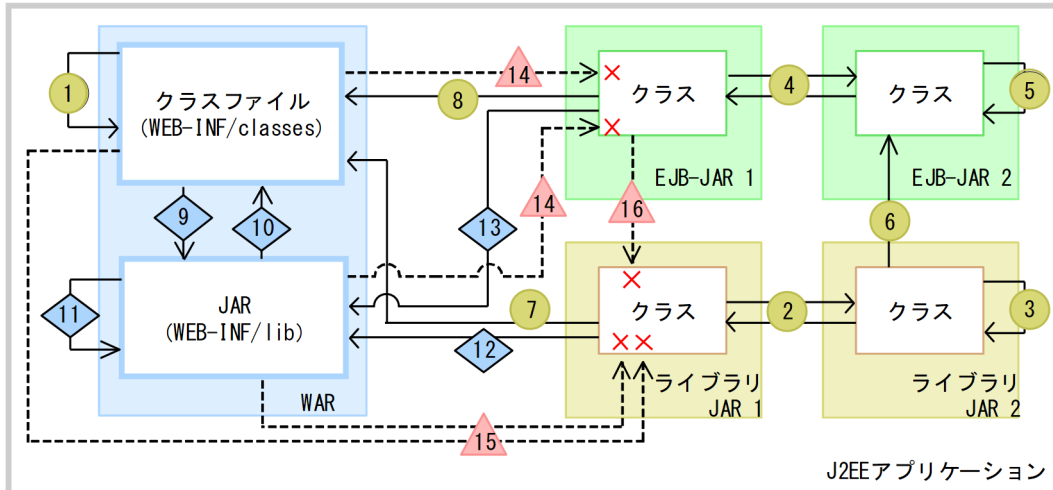 1
クラスファイル
(WEB-INF/classes)
14
8
クラス
4
クラス
5
EJB-JAR 1
EJB-JAR 2
9
10
13
14
16
6
11
JAR
(WEB-INF/lib)
7
12
クラス
2
クラス
3
WAR
ライブラリ
JAR 1
ライブラリ
JAR 2
15
J2EEアプリケーション